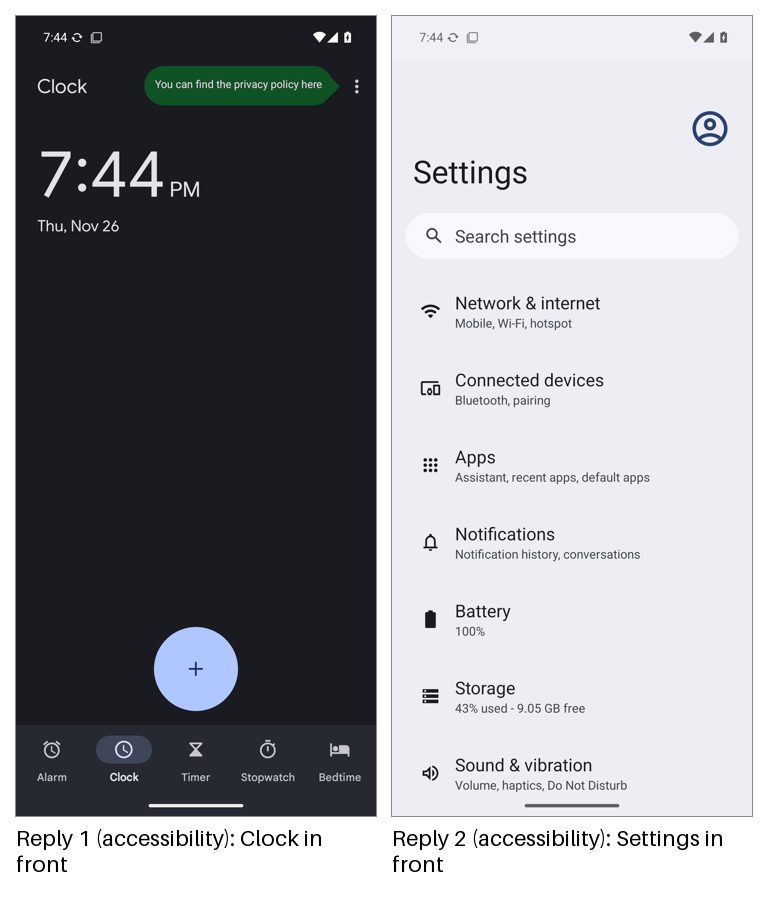 7:44
Clock
You can find the privacy policy here
7:44 PM
Thu, Nov 26
Alarm
Clock
Timer
Stopwatch
Bedtime
Reply 1 (accessibility): Clock in
front
7:44
Settings
Search settings
Network & internet
Mobile, Wi-Fi, hotspot
Connected devices
Bluetooth, pairing
Apps
Assistant, recent apps, default apps
Notifications
Notification history, conversations
Battery
100%
Storage
43% used - 9.05 GB free
Sound & vibration
Volume, haptics, Do Not Disturb
Reply 2 (accessibility): Settings in
front